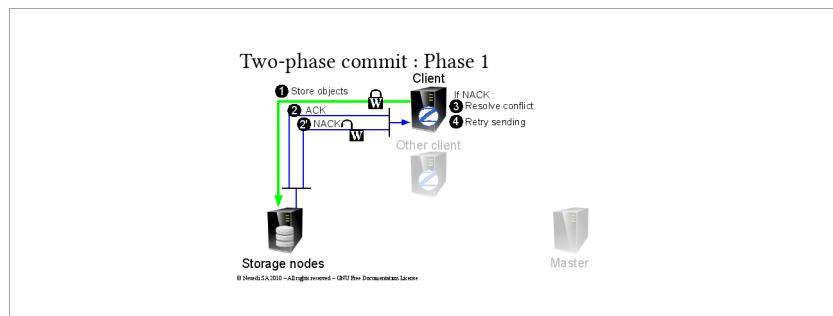 Two-phase commit : Phase 1
Client
1 Store objects
W
If NACK :
2 ACK
3 Resolve conflict
2' NACK
W
4 Retry sending
Other client
Storage nodes
Master
© Nexedi SA 2010 – All rights reserved – GNU Free Documentation License